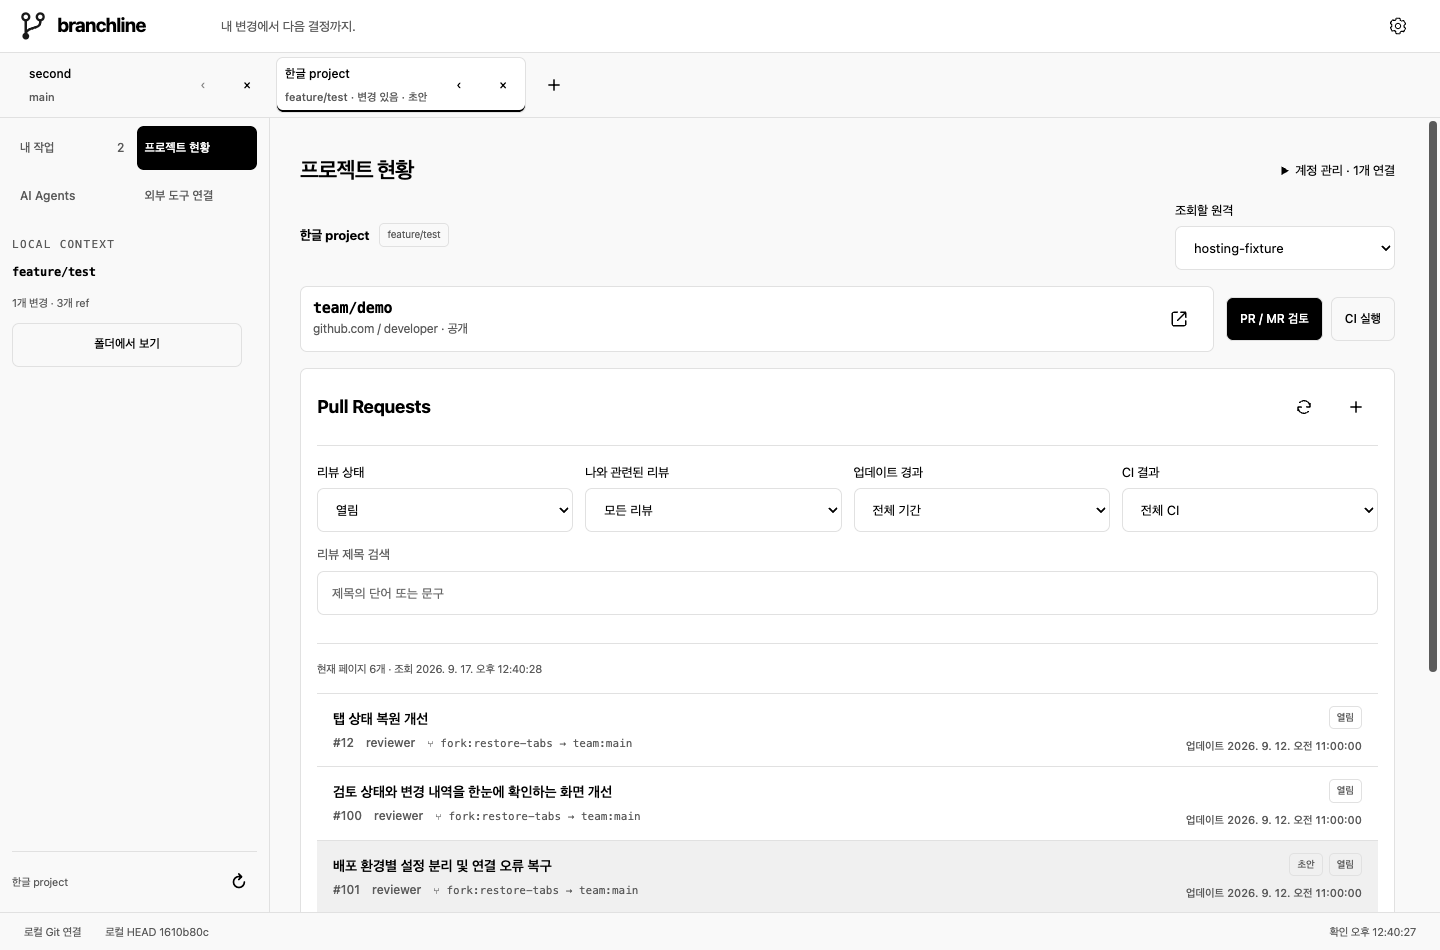 branchline
내 변경에서 다음 결정까지.
second
main
한글 project
feature/test · 변경 있음 · 초안
내 작업 2
프로젝트 현황
AI Agents
외부 도구 연결
LOCAL CONTEXT
feature/test
1개 변경 · 3개 ref
폴더에서 보기
한글 project
프로젝트 현황
▶ 계정 관리 · 1개 연결
한글 project
feature/test
조회할 원격
hosting-fixture
team/demo
github.com / developer · 공개
PR / MR 검토
CI 실행
Pull Requests
리뷰 상태
나와 관련된 리뷰
업데이트 경과
CI 결과
열림
모든 리뷰
전체 기간
전체 CI
리뷰 제목 검색
제목의 단어 또는 문구
현재 페이지 6개 · 조회 2026. 9. 17. 오후 12:40:28
탭 상태 복원 개선
열림
#12 reviewer fork:restore-tabs → team:main
업데이트 2026. 9. 12. 오전 11:00:00
검토 상태와 변경 내역을 한눈에 확인하는 화면 개선
열림
#100 reviewer fork:restore-tabs → team:main
업데이트 2026. 9. 12. 오전 11:00:00
배포 환경별 설정 분리 및 연결 오류 복구
초안
열림
#101 reviewer fork:restore-tabs → team:main
업데이트 2026. 9. 12. 오전 11:00:00
로컬 Git 연결
로컬 HEAD 1610b80c
확인 오후 12:40:27